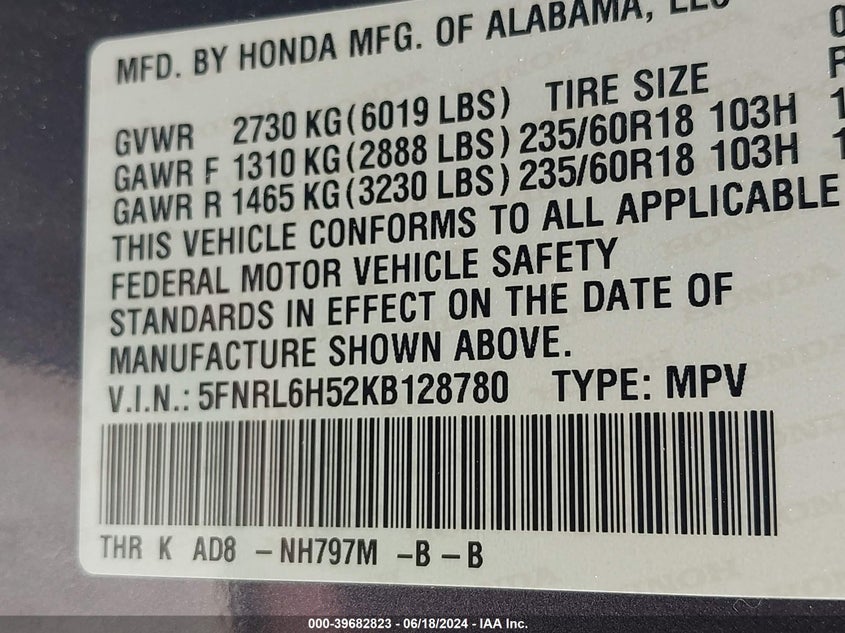 MFD. BY HONDA MFG. OF ALABAMA, LLC
GVWR 2730 KG (6019 LBS) TIRE SIZE
GAWR F 1310 KG (2888 LBS) 235/60R18 103H
GAWR R 1465 KG (3230 LBS) 235/60R18 103H
THIS VEHICLE CONFORMS TO ALL APPLICABLE
FEDERAL MOTOR VEHICLE SAFETY
STANDARDS IN EFFECT ON THE DATE OF
MANUFACTURE SHOWN ABOVE.
V.I.N.: 5FNRL6H52KB128780 TYPE: MPV
THR K AD8 -NH797M -B -B
000-39682823 - 06/18/2024 - IAA Inc.